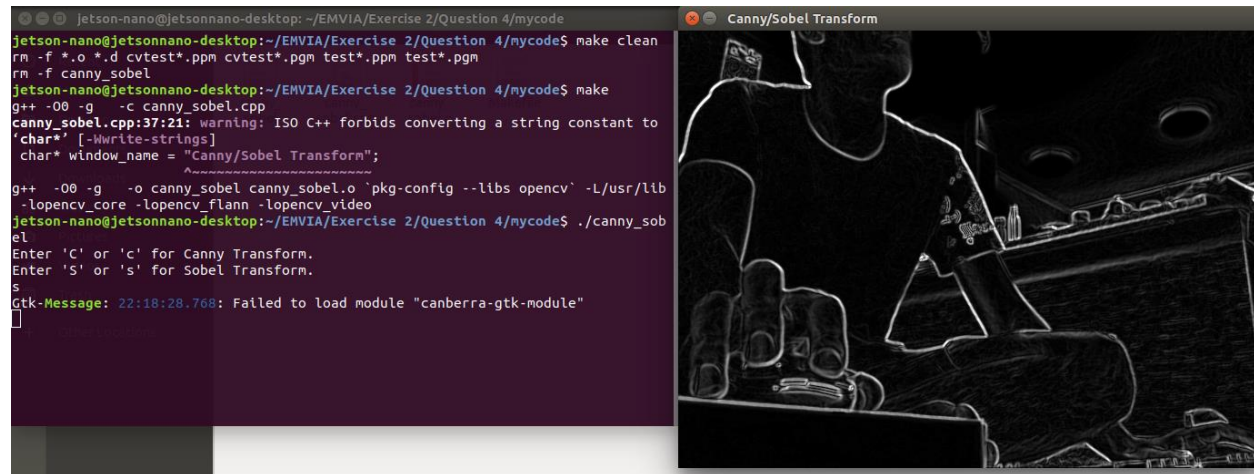 jetson-nano@jetsonnano-desktop: ~/EMVIA/Exercise 2/Question 4/mycode
jetson-nano@jetsonnano-desktop:~/EMVIA/Exercise 2/Question 4/mycode$ make clean
rm -f *.o *.d cvtest*.ppm cvtest*.pgm test*.ppm test*.pgm
rm -f canny_sobel
jetson-nano@jetsonnano-desktop:~/EMVIA/Exercise 2/Question 4/mycode$ make
g++ -O0 -g   -c canny_sobel.cpp
canny_sobel.cpp:37:21: warning: ISO C++ forbids converting a string constant to
‘char*’ [-Wwrite-strings]
 char* window_name = "Canny/Sobel Transform";
                     ^~~~~~~~~~~~~~~~~~~~~~~
g++  -O0 -g   -o canny_sobel canny_sobel.o `pkg-config --libs opencv` -L/usr/lib
 -lopencv_core -lopencv_flann -lopencv_video
jetson-nano@jetsonnano-desktop:~/EMVIA/Exercise 2/Question 4/mycode$ ./canny_sob
el
Enter 'C' or 'c' for Canny Transform.
Enter 'S' or 's' for Sobel Transform.
s
Gtk-Message: 22:18:28.768: Failed to load module "canberra-gtk-module"
Canny/Sobel Transform